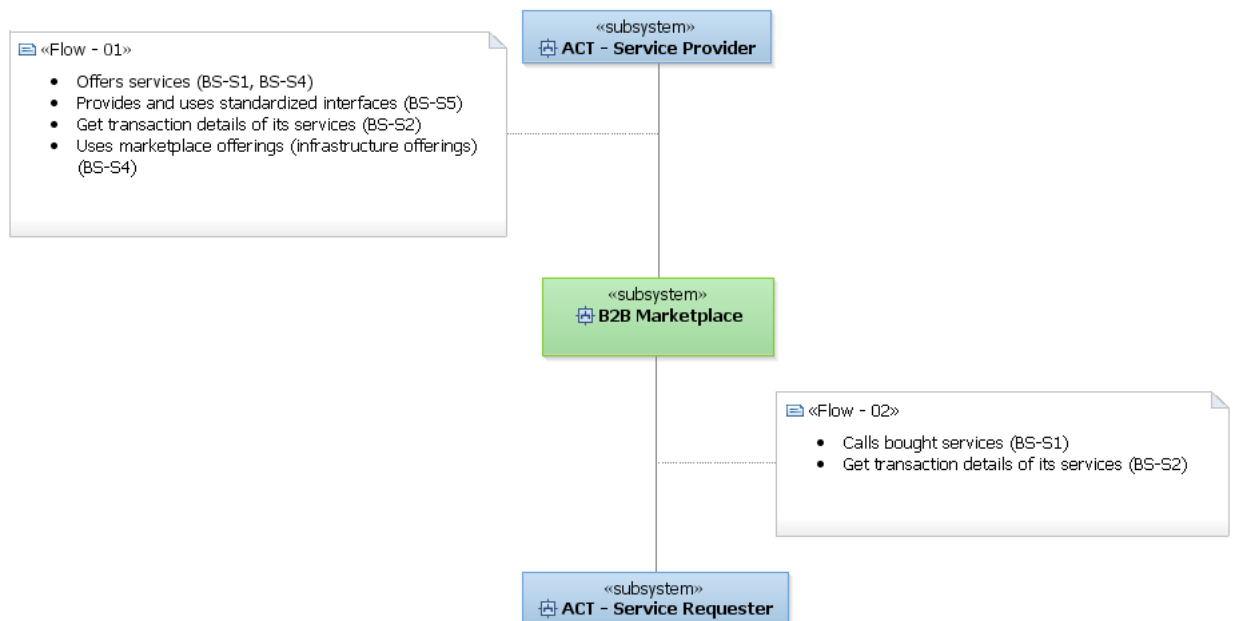 «subsystem»
ACT - Service Provider
«Flow - 01»
• Offers services (BS-S1, BS-S4)
• Provides and uses standardized interfaces (BS-S5)
• Get transaction details of its services (BS-S2)
• Uses marketplace offerings (infrastructure offerings)
(BS-S4)
«subsystem»
B2B Marketplace
«Flow - 02»
• Calls bought services (BS-S1)
• Get transaction details of its services (BS-S2)
«subsystem»
ACT - Service Requester